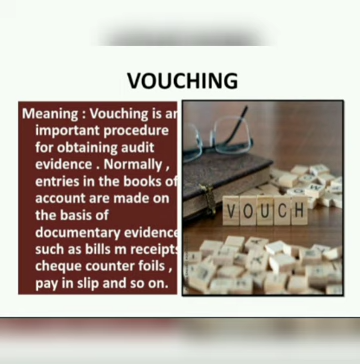 VOUCHING
Meaning : Vouching is an
important procedure
for obtaining audit
evidence . Normally ,
entries in the books of
account are made on
the basis of
documentary evidence
such as bills m receipts
cheque counter foils ,
pay in slip and so on.
VOUCH